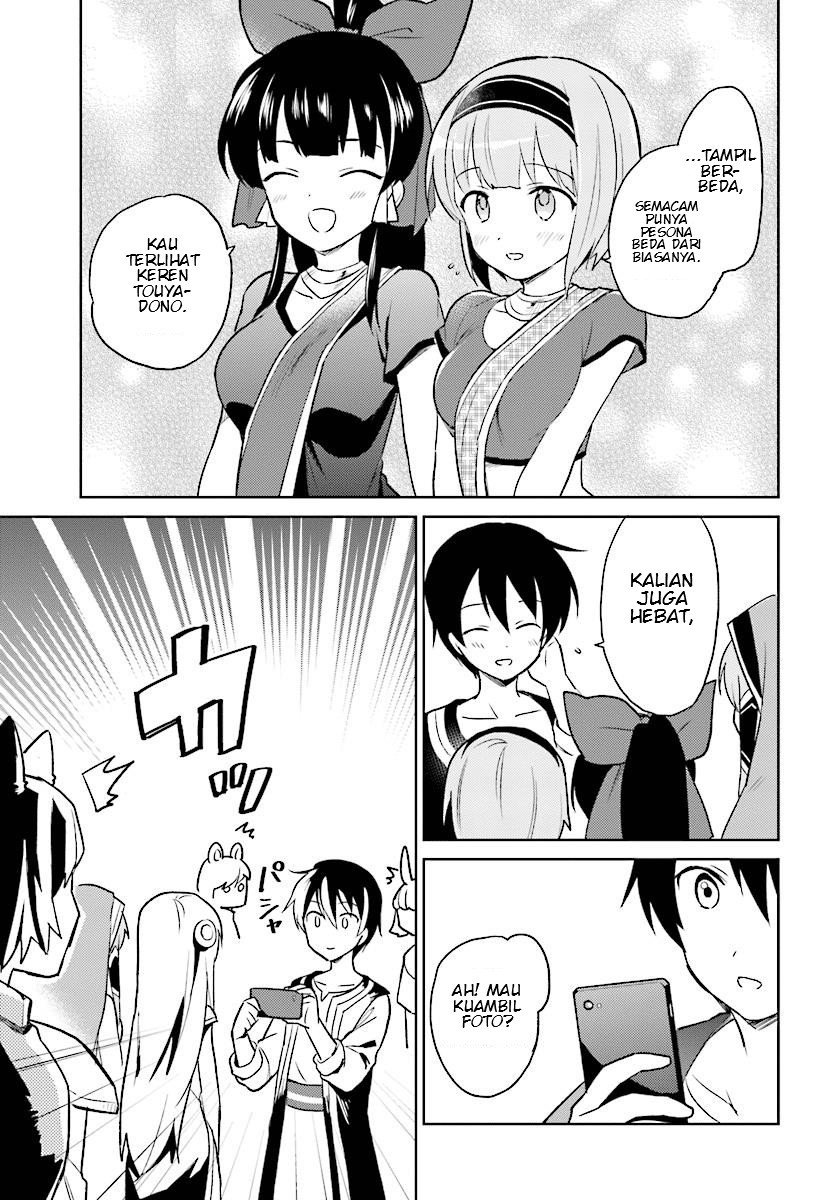 ...TAMPIL
BER-
BEDA,
SEMACAM
PUNYA
PESONA
BEDA DARI
BIASANYA.
KAU
TERLIHAT
KEREN
TOUYA-
DONO.
KALIAN
JUGA
HEBAT,
AH! MAU
KUAMBIL
FOTO?
カッ
パシャ